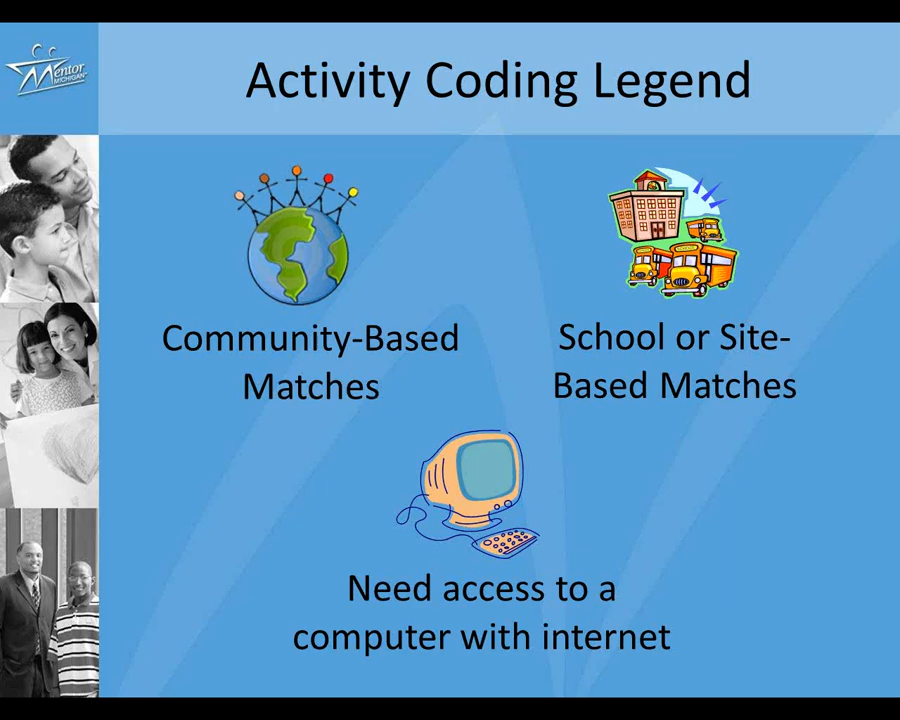 Mentor
MICHIGAN
Activity Coding Legend
Community-Based
Matches
School or Site-
Based Matches
Need access to a
computer with internet